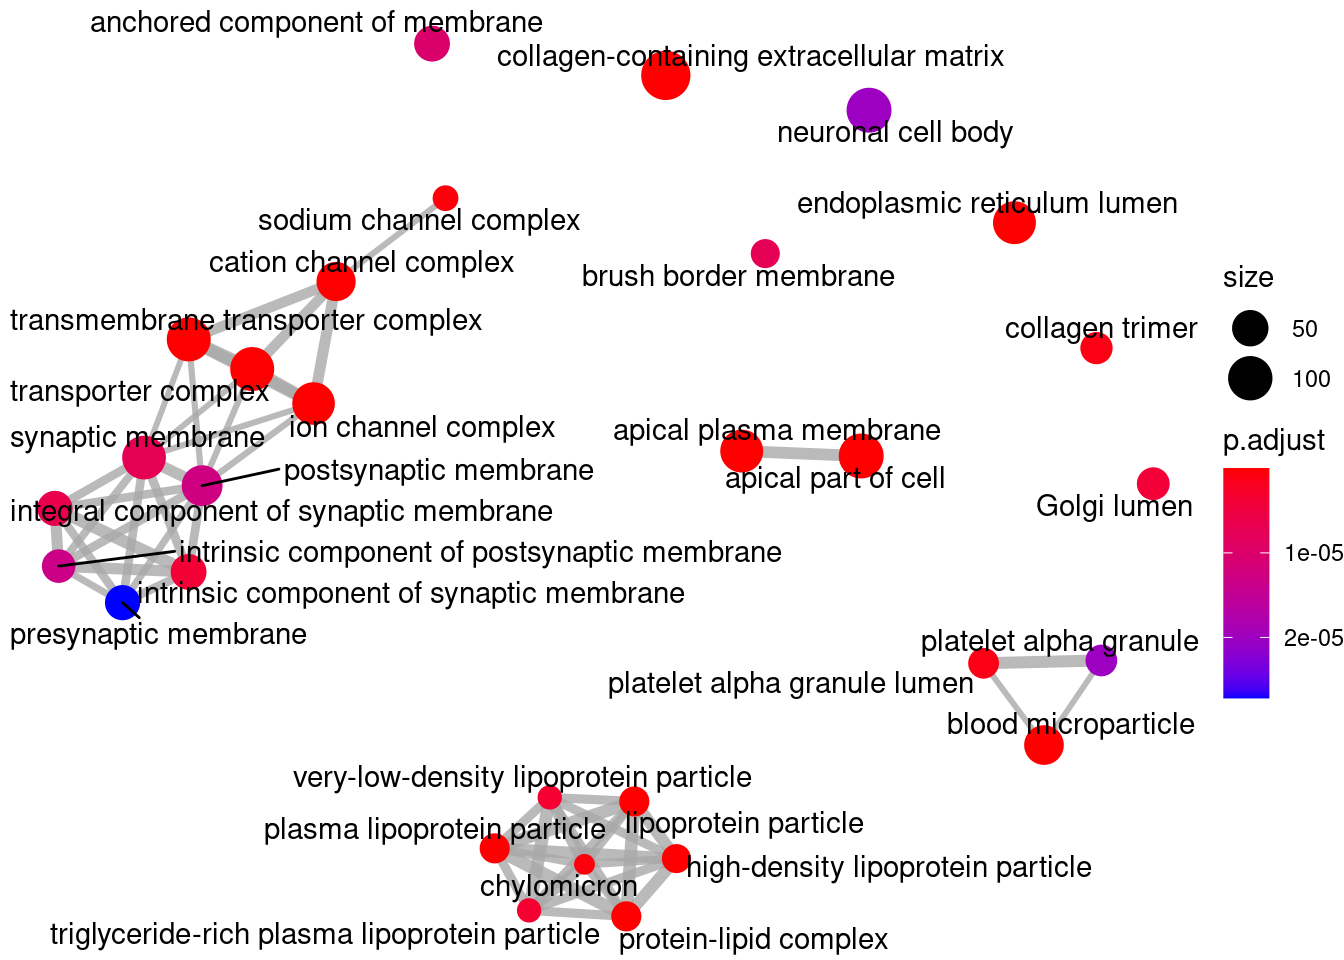 anchored component of membrane
collagen-containing extracellular matrix
neuronal cell body
endoplasmic reticulum lumen
sodium channel complex
cation channel complex
brush border membrane
size
transmembrane transporter complex
collagen trimer
50
100
transporter complex
synaptic membrane
ion channel complex
apical plasma membrane
p.adjust
postsynaptic membrane
apical part of cell
integral component of synaptic membrane
Golgi lumen
intrinsic component of postsynaptic membrane
1e-05
intrinsic component of synaptic membrane
presynaptic membrane
platelet alpha granule
2e-05
platelet alpha granule lumen
blood microparticle
very-low-density lipoprotein particle
plasma lipoprotein particle
lipoprotein particle
high-density lipoprotein particle
chylomicron
triglyceride-rich plasma lipoprotein particle
protein-lipid complex